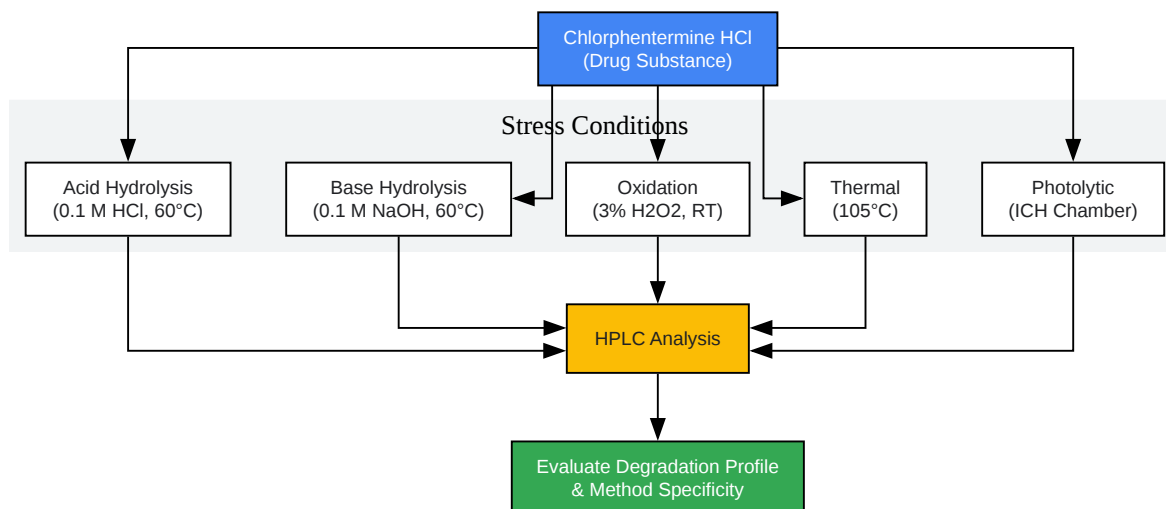 Chlorphentermine HCl
(Drug Substance)
Stress Conditions
Acid Hydrolysis
(0.1 M HCl, 60°C)
Base Hydrolysis
(0.1 M NaOH, 60°C)
Oxidation
(3% H2O2, RT)
Thermal
(105°C)
Photolytic
(ICH Chamber)
HPLC Analysis
Evaluate Degradation Profile
& Method Specificity